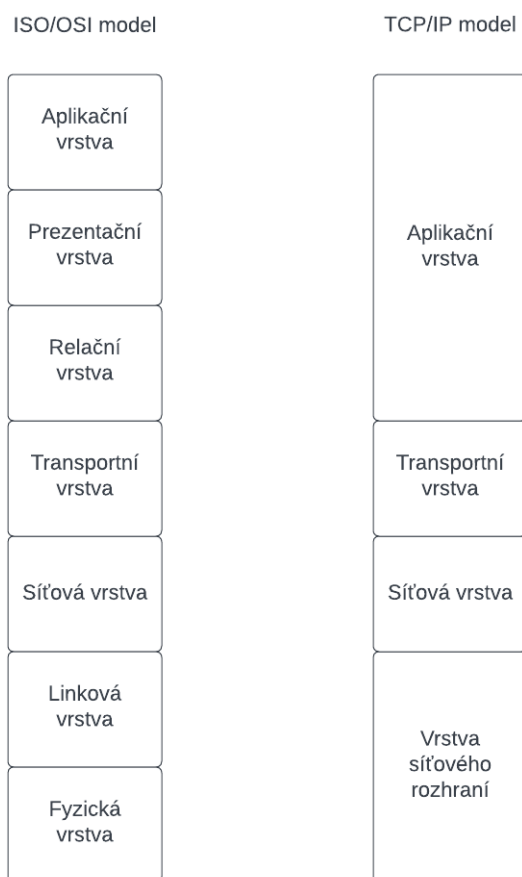 ISO/OSI model
Aplikační
vrstva
Prezentační
vrstva
Relační
vrstva
Transportní
vrstva
Síťová vrstva
Linková
vrstva
Fyzická
vrstva
TCP/IP model
Aplikační
vrstva
Transportní
vrstva
Síťová vrstva
Vrstva
síťového
rozhraní